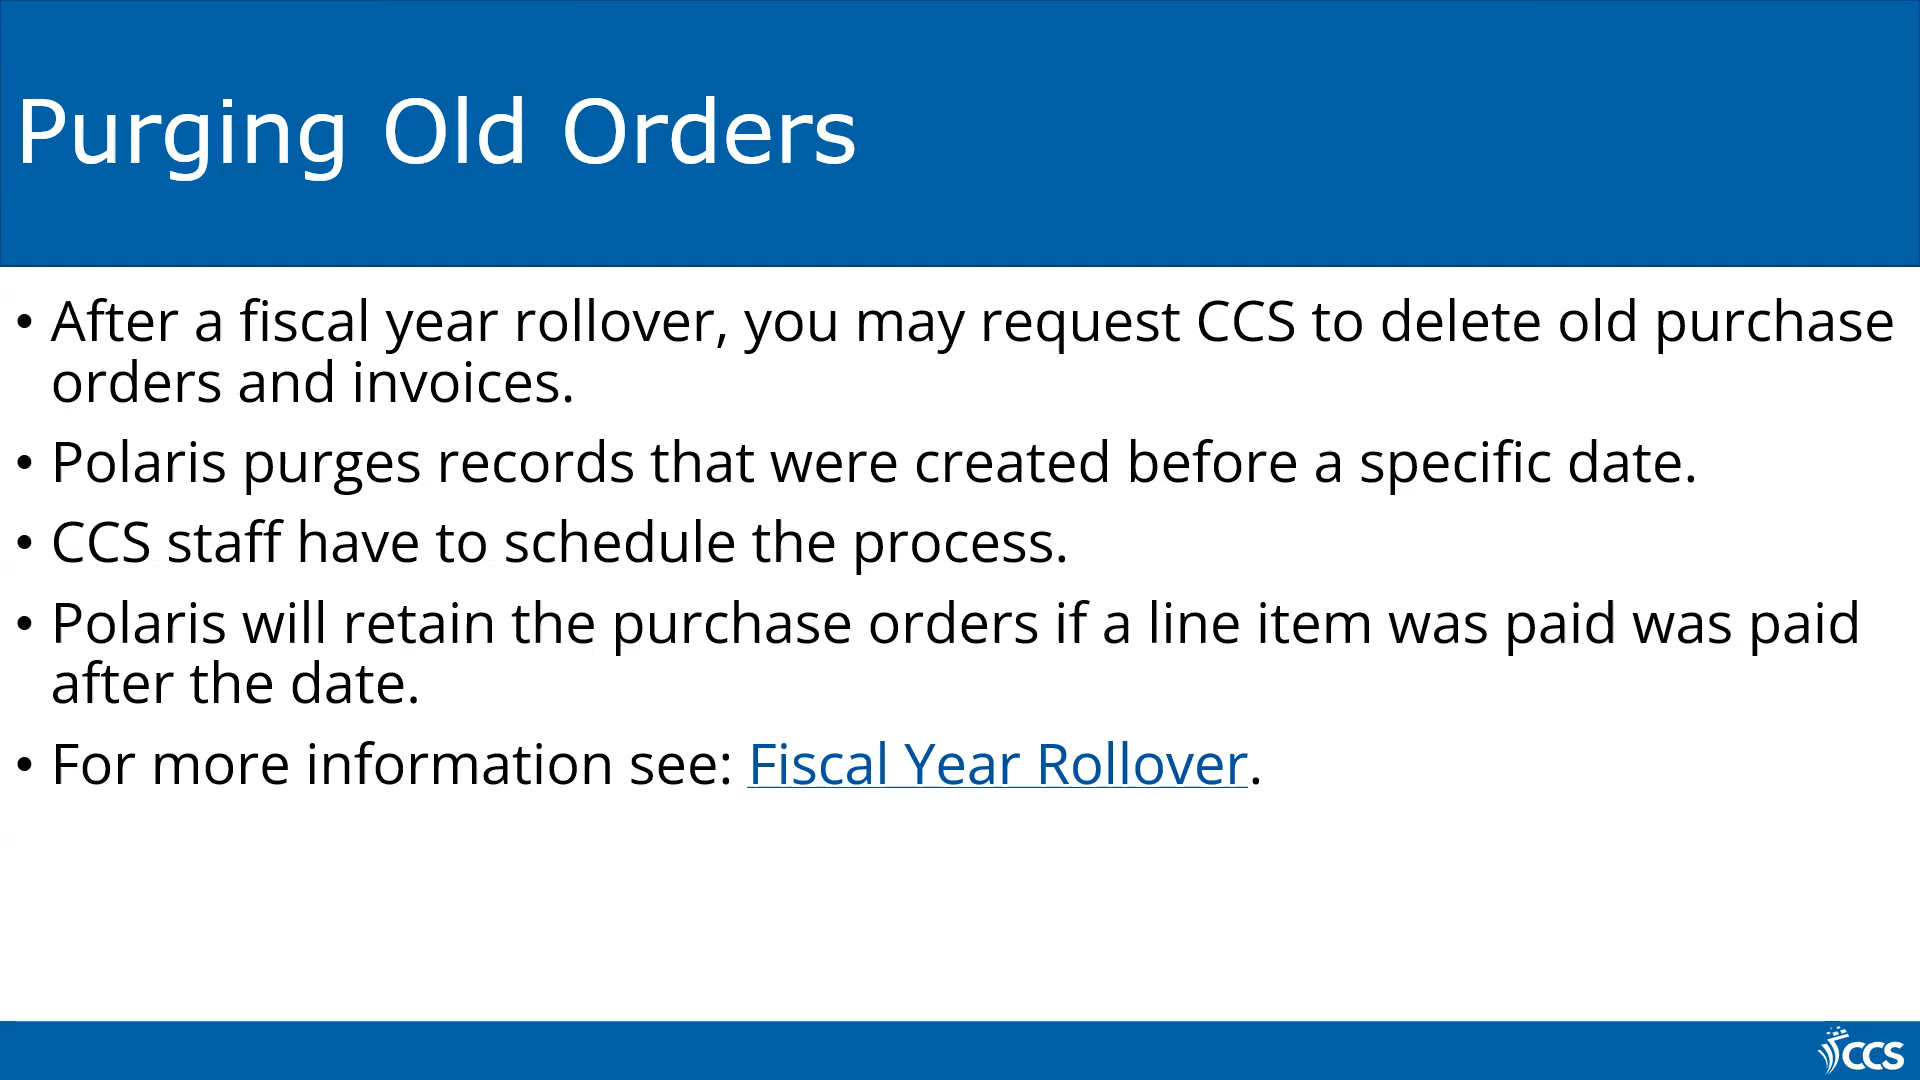 Purging Old Orders
• After a fiscal year rollover, you may request CCS to delete old purchase
orders and invoices.
• Polaris purges records that were created before a specific date.
• CCS staff have to schedule the process.
• Polaris will retain the purchase orders if a line item was paid was paid
after the date.
• For more information see: Fiscal Year Rollover.
CCS